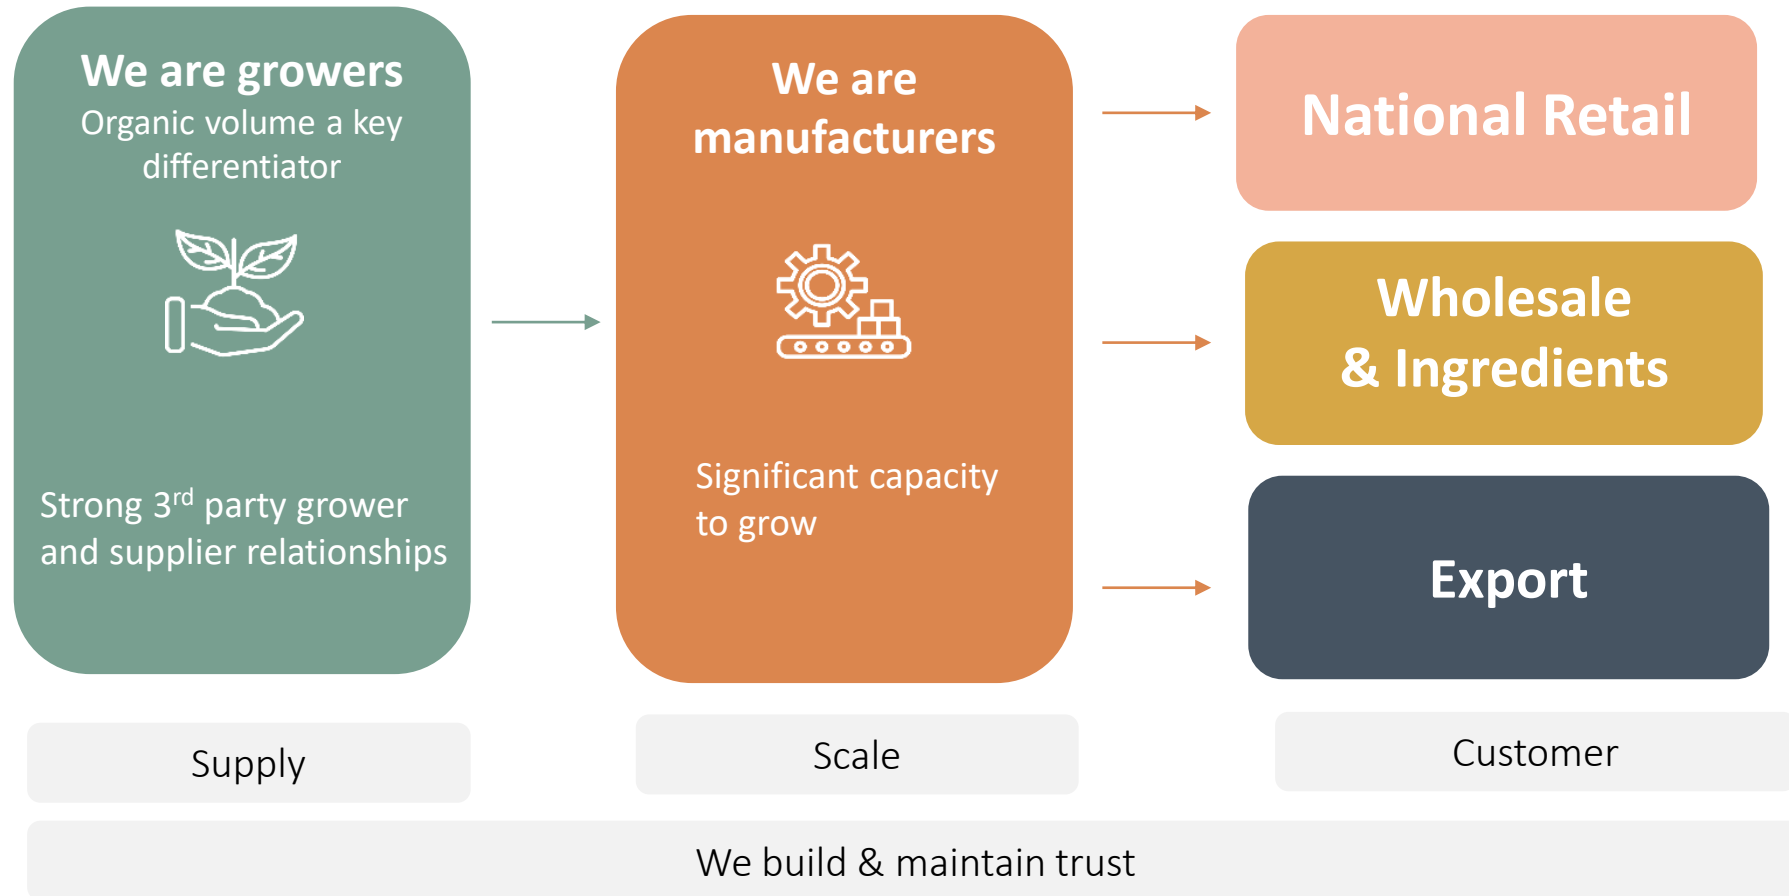 We are growers
Organic volume a key
differentiator
Strong 3rd party grower
and supplier relationships
We are
manufacturers
Significant capacity
to grow
National Retail
Wholesale
& Ingredients
Export
Supply
Scale
Customer
We build & maintain trust